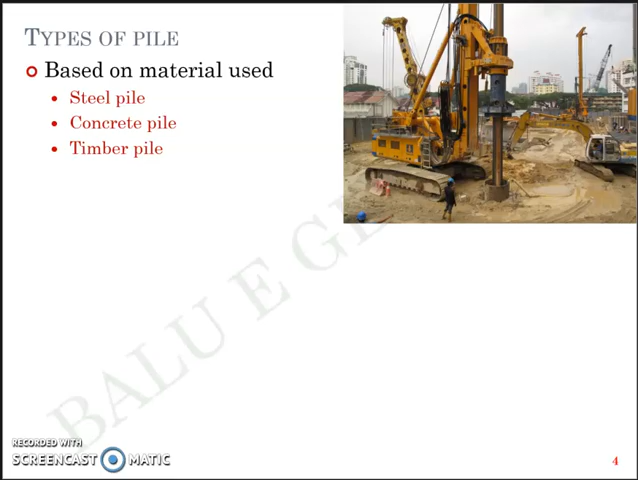 TYPES OF PILE
Based on material used
Steel pile
Concrete pile
Timber pile
BALU E G
RECORDED WITH
SCREENCAST MATIC
4